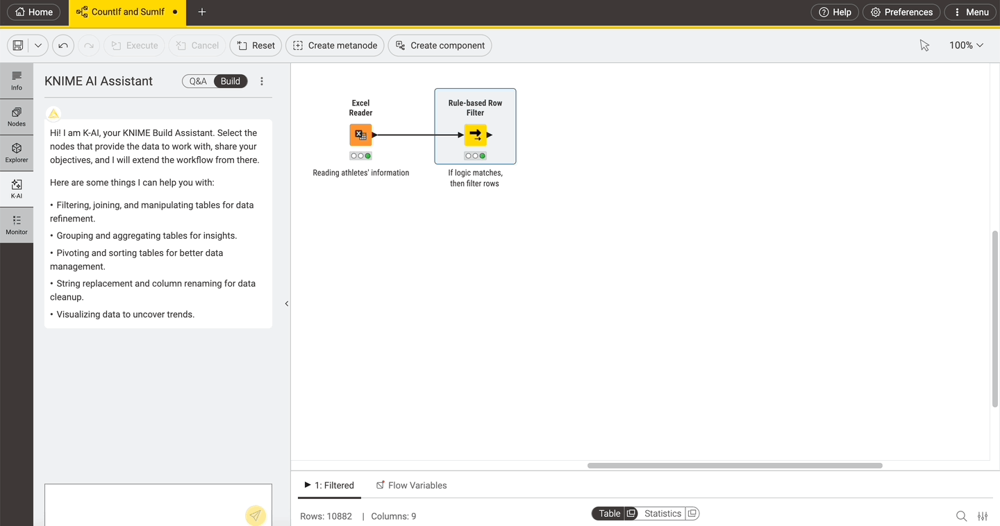 Home
CountIf and SumIf
Help
Preferences
Menu
Execute
Cancel
Reset
Create metanode
Create component
100%
Info
Nodes
Explorer
K-AI
Monitor
KNIME AI Assistant
Q&A
Build
Hi! I am K-AI, your KNIME Build Assistant. Select the
nodes that provide the data to work with, share your
objectives, and I will extend the workflow from there.
Here are some things I can help you with:
• Filtering, joining, and manipulating tables for data
refinement.
• Grouping and aggregating tables for insights.
• Pivoting and sorting tables for better data
management.
• String replacement and column renaming for data
cleanup.
• Visualizing data to uncover trends.
Excel
Reader
Reading athletes' information
Rule-based Row
Filter
If logic matches,
then filter rows
1: Filtered
Flow Variables
Rows: 10882 | Columns: 9
Table
Statistics